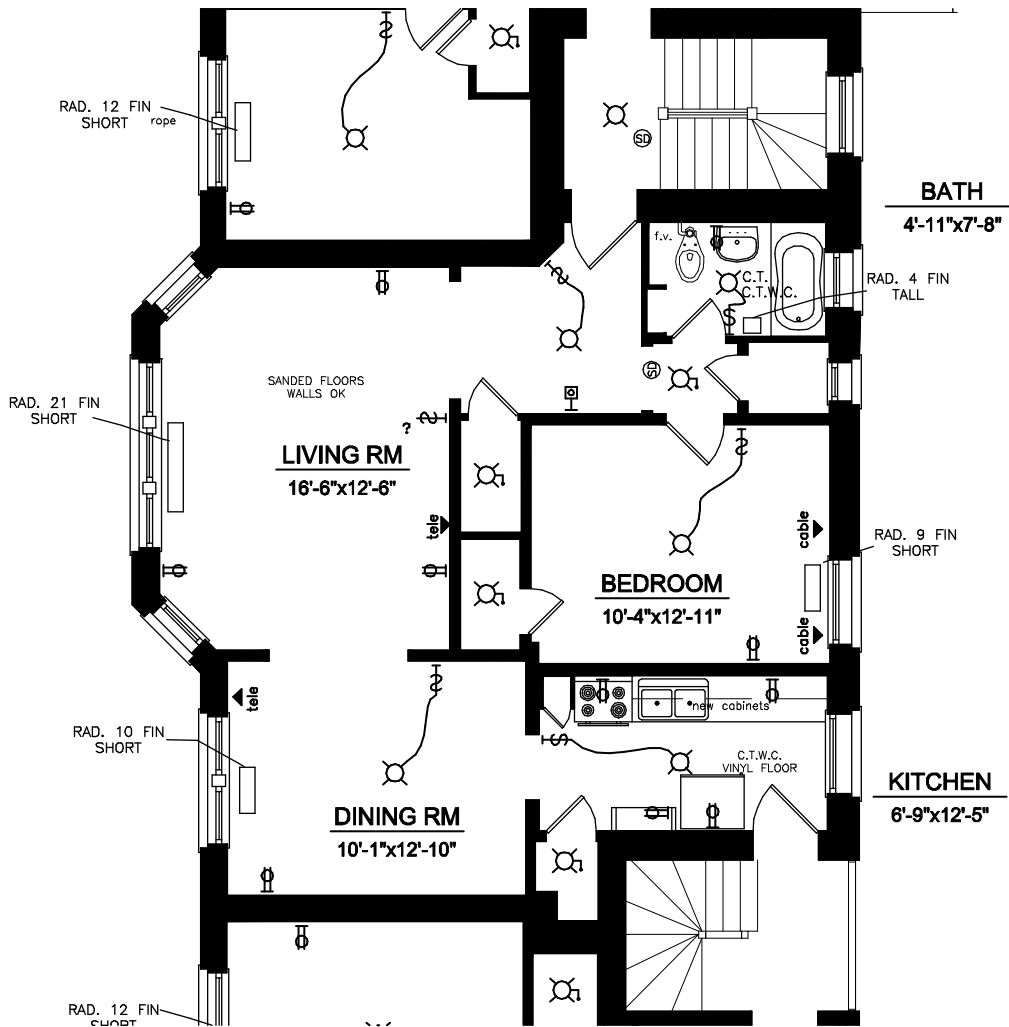 RAD. 12 FIN
SHORT rope
SD
BATH
4'-11"x7'-8"
f.v.
C.T.
C.T.W.C.
RAD. 4 FIN
TALL
S
S
S
SD
SANDED FLOORS
WALLS OK
RAD. 21 FIN
SHORT
?
S
S
LIVING RM
16'-6"x12'-6"
tele
cable
RAD. 9 FIN
SHORT
BEDROOM
10'-4"x12'-11"
cable
tele
S
new cabinets
RAD. 10 FIN
SHORT
S
C.T.W.C.
VINYL FLOOR
KITCHEN
6'-9"x12'-5"
DINING RM
10'-1"x12'-10"
RAD. 12 FIN
SHORT